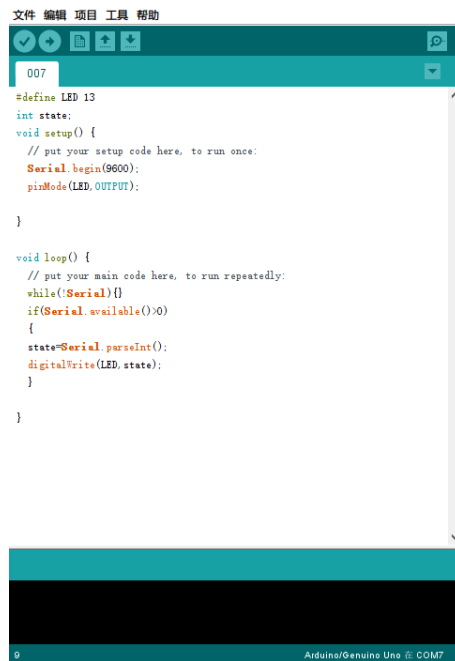 文件 编辑 项目 工具 帮助
007
#define LED 13
int state;
void setup() {
// put your setup code here, to run once:
Serial.begin(9600);
pinMode(LED,OUTPUT);
}
void loop() {
// put your main code here, to run repeatedly:
while(!Serial){}
if(Serial.available()>0)
{
state=Serial.parseInt();
digitalWrite(LED,state);
}
}
9
Arduino/Genuino Uno 在 COM7